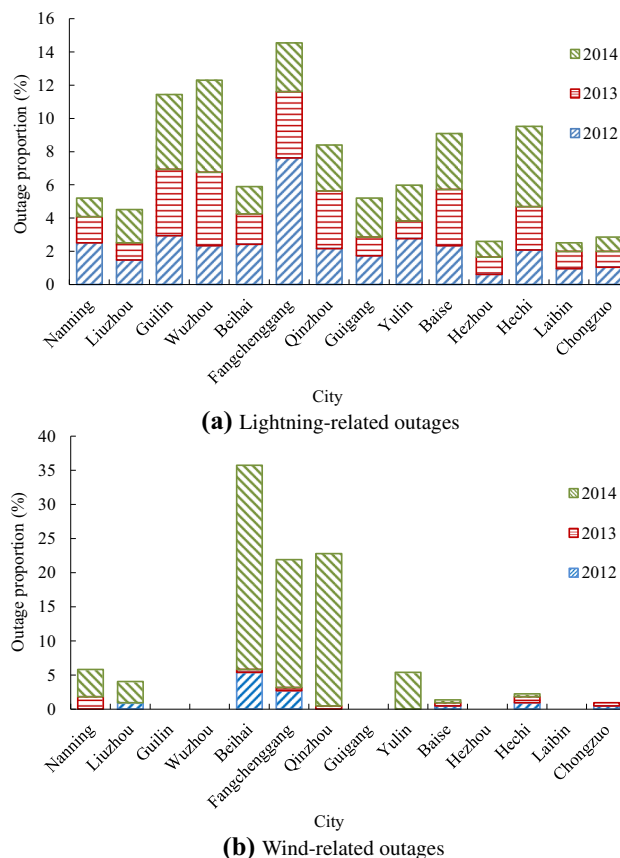 16
14
12
10
8
6
4
2
0
Outage proportion (%)
2014
2013
2012
Nanning
Liuzhou
Guilin
Wuzhou
Beihai
Fangchenggang
Qinzhou
Guigang
Yulin
Baise
Hezhou
Hechi
Laibin
Chongzuo
City
(a) Lightning-related outages
40
35
30
25
20
15
10
5
0
Outage proportion (%)
2014
2013
2012
Nanning
Liuzhou
Guilin
Wuzhou
Beihai
Fangchenggang
Qinzhou
Guigang
Yulin
Baise
Hezhou
Hechi
Laibin
Chongzuo
City
(b) Wind-related outages